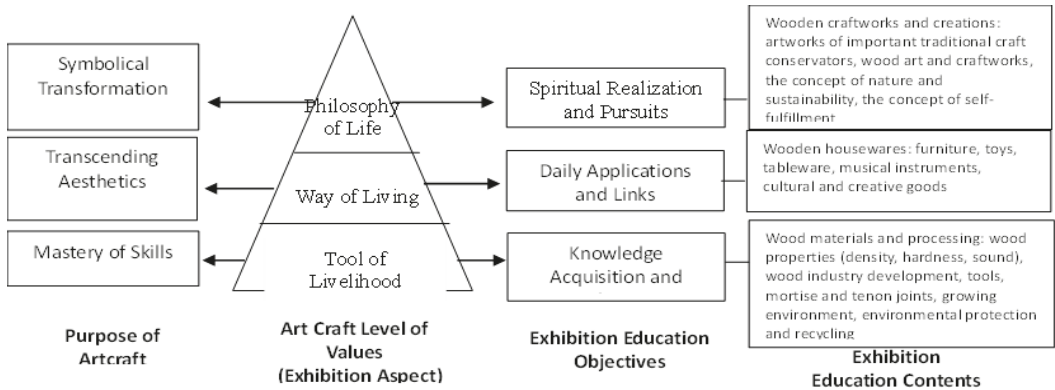 Symbolical
Transformation
Transcending
Aesthetics
Mastery of Skills
Purpose of
Artcraft
Philosophy
of Life
Way of Living
Tool of
Livelihood
Art Craft Level of
Values
(Exhibition Aspect)
Spiritual Realization
and Pursuits
Daily Applications
and Links
Knowledge
Acquisition and
Exhibition Education
Objectives
Wooden craftworks and creations:
artworks of important traditional craft
conservators, wood art and craftworks,
the concept of nature and
sustainability, the concept of self-
fulfillment
Wooden housewares: furniture, toys,
tableware, musical instruments,
cultural and creative goods
Wood materials and processing: wood
properties (density, hardness, sound),
wood industry development, tools,
mortise and tenon joints, growing
environment, environmental protection
and recycling
Exhibition
Education Contents